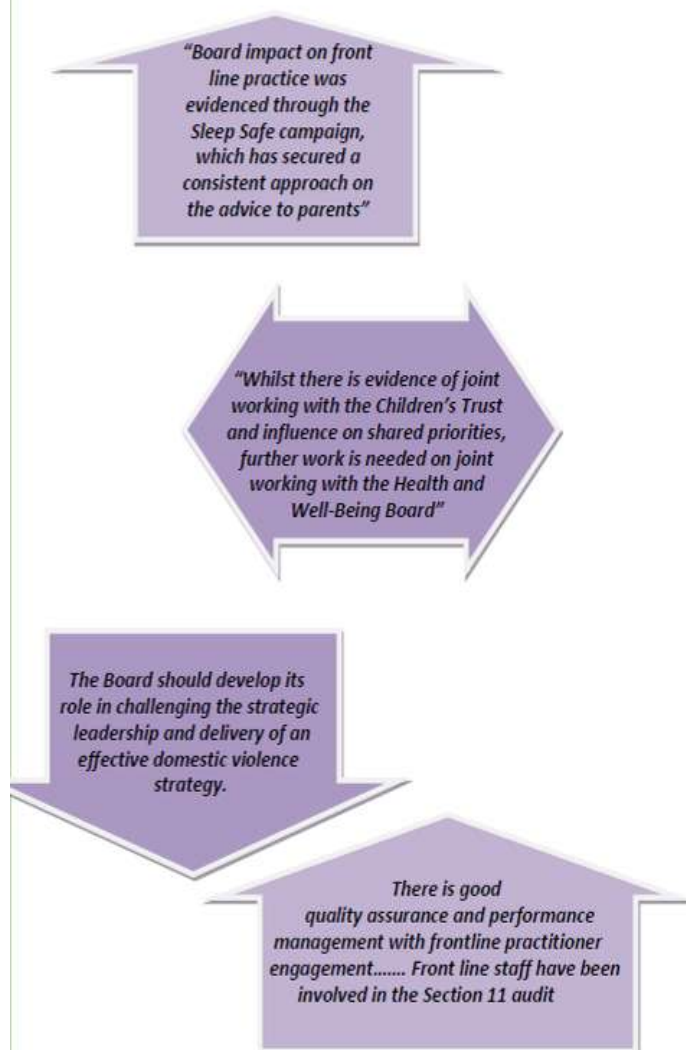 “Board impact on front
line practice was
evidenced through the
Sleep Safe campaign,
which has secured a
consistent approach on
the advice to parents”
“Whilst there is evidence of joint
working with the Children’s Trust
and influence on shared priorities,
further work is needed on joint
working with the Health and
Well-Being Board”
The Board should develop its
role in challenging the strategic
leadership and delivery of an
effective domestic violence
strategy.
There is good
quality assurance and performance
management with frontline practitioner
engagement....... Front line staff have been
involved in the Section 11 audit